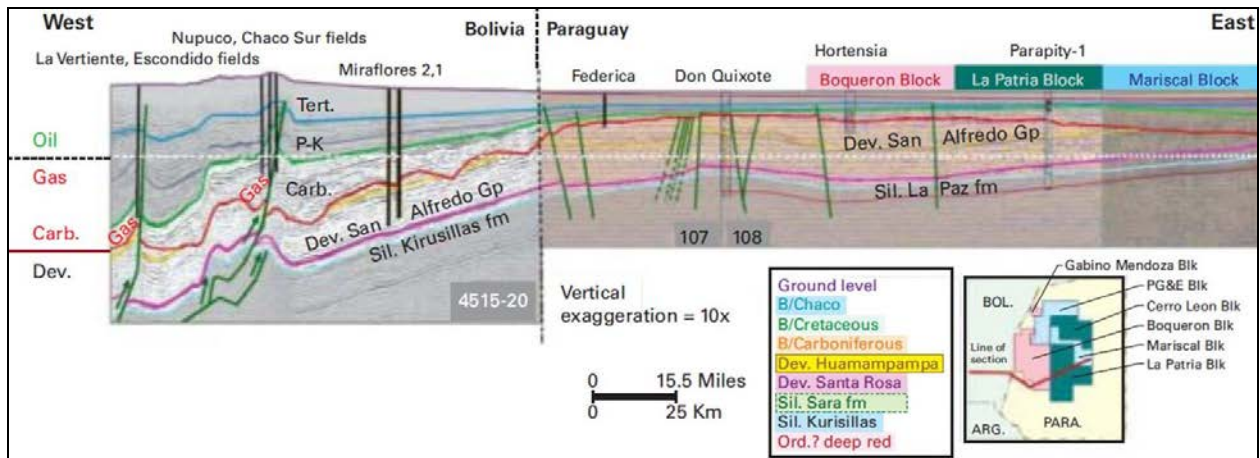 West
Bolivia
Paraguay
East
Nupuco, Chaco Sur fields
La Vertiente, Escondido fields
Miraflores 2,1
Federica
Don Quixote
Hortensia
Parapity-1
Boqueron Block
La Patria Block
Mariscal Block
Tert.
P-K
Carb.
Oil
Gas
Gas
Gas
Carb.
Dev.
Dev. San Alfredo Gp
Sil. Kirusillas fm
Dev. San Alfredo Gp
Sil. La Paz fm
107
108
4515-20
Vertical
exaggeration = 10x
0 15.5 Miles
0 25 Km
Ground level
B/Chaco
B/Cretaceous
B/Carboniferous
Dev. Huamampampa
Dev. Santa Rosa
Sil. Sara fm
Sil. Kurisillas
Ord.? deep red
Gabino Mendoza Blk
PG&E Blk
Cerro Leon Blk
Boqueron Blk
Mariscal Blk
La Patria Blk
BOL.
Line of
section
ARG.
PARA.